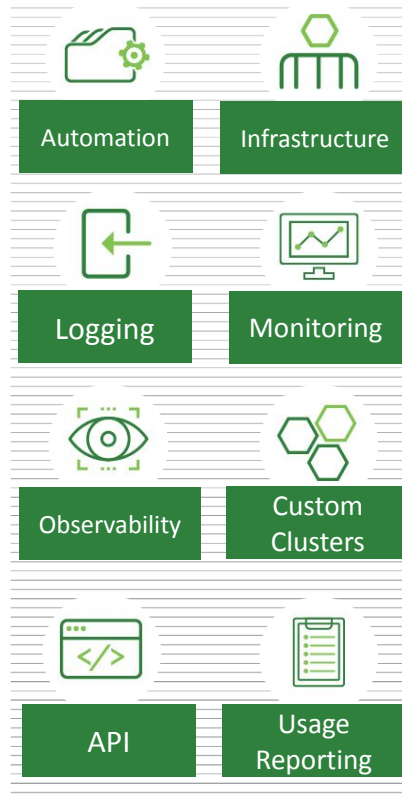 Automation
Infrastructure
Logging
Monitoring
Observability
Custom
Clusters
</>
API
Usage
Reporting